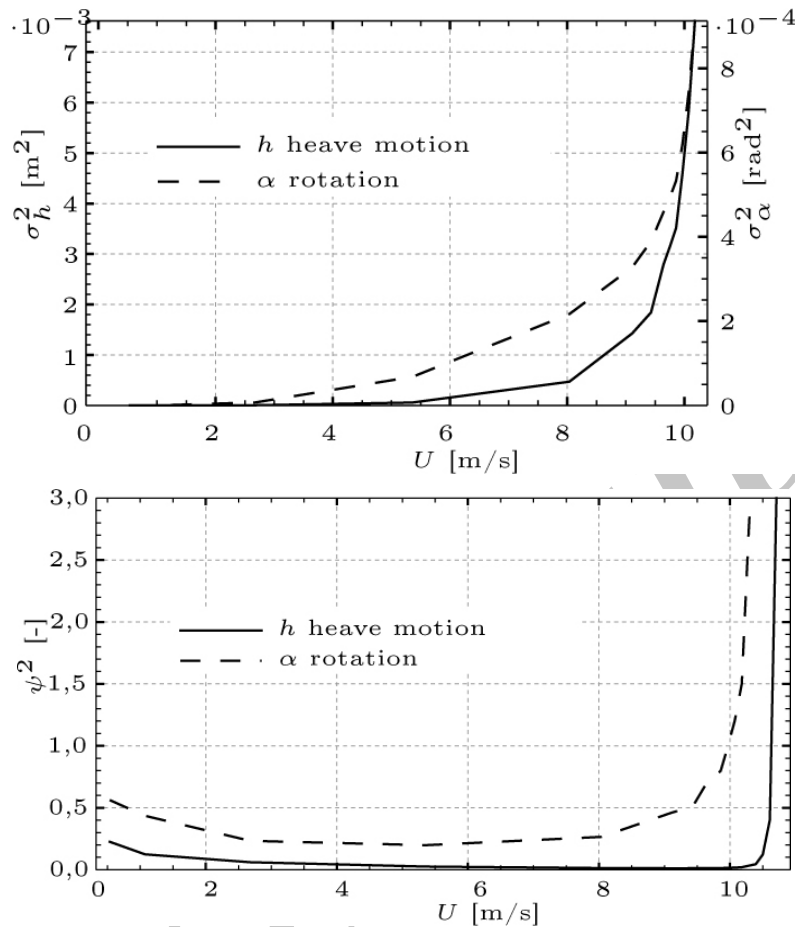 ·10⁻³
·10⁻⁴
7
6
5
4
3
2
1
0
8
6
4
2
0
σ²ₕ [m²]
σ²α [rad²]
h heave motion
α rotation
0 2 4 6 8 10
U [m/s]
3,0
2,5
2,0
1,5
1,0
0,5
0,0
ψ² [-]
h heave motion
α rotation
0 2 4 6 8 10
U [m/s]